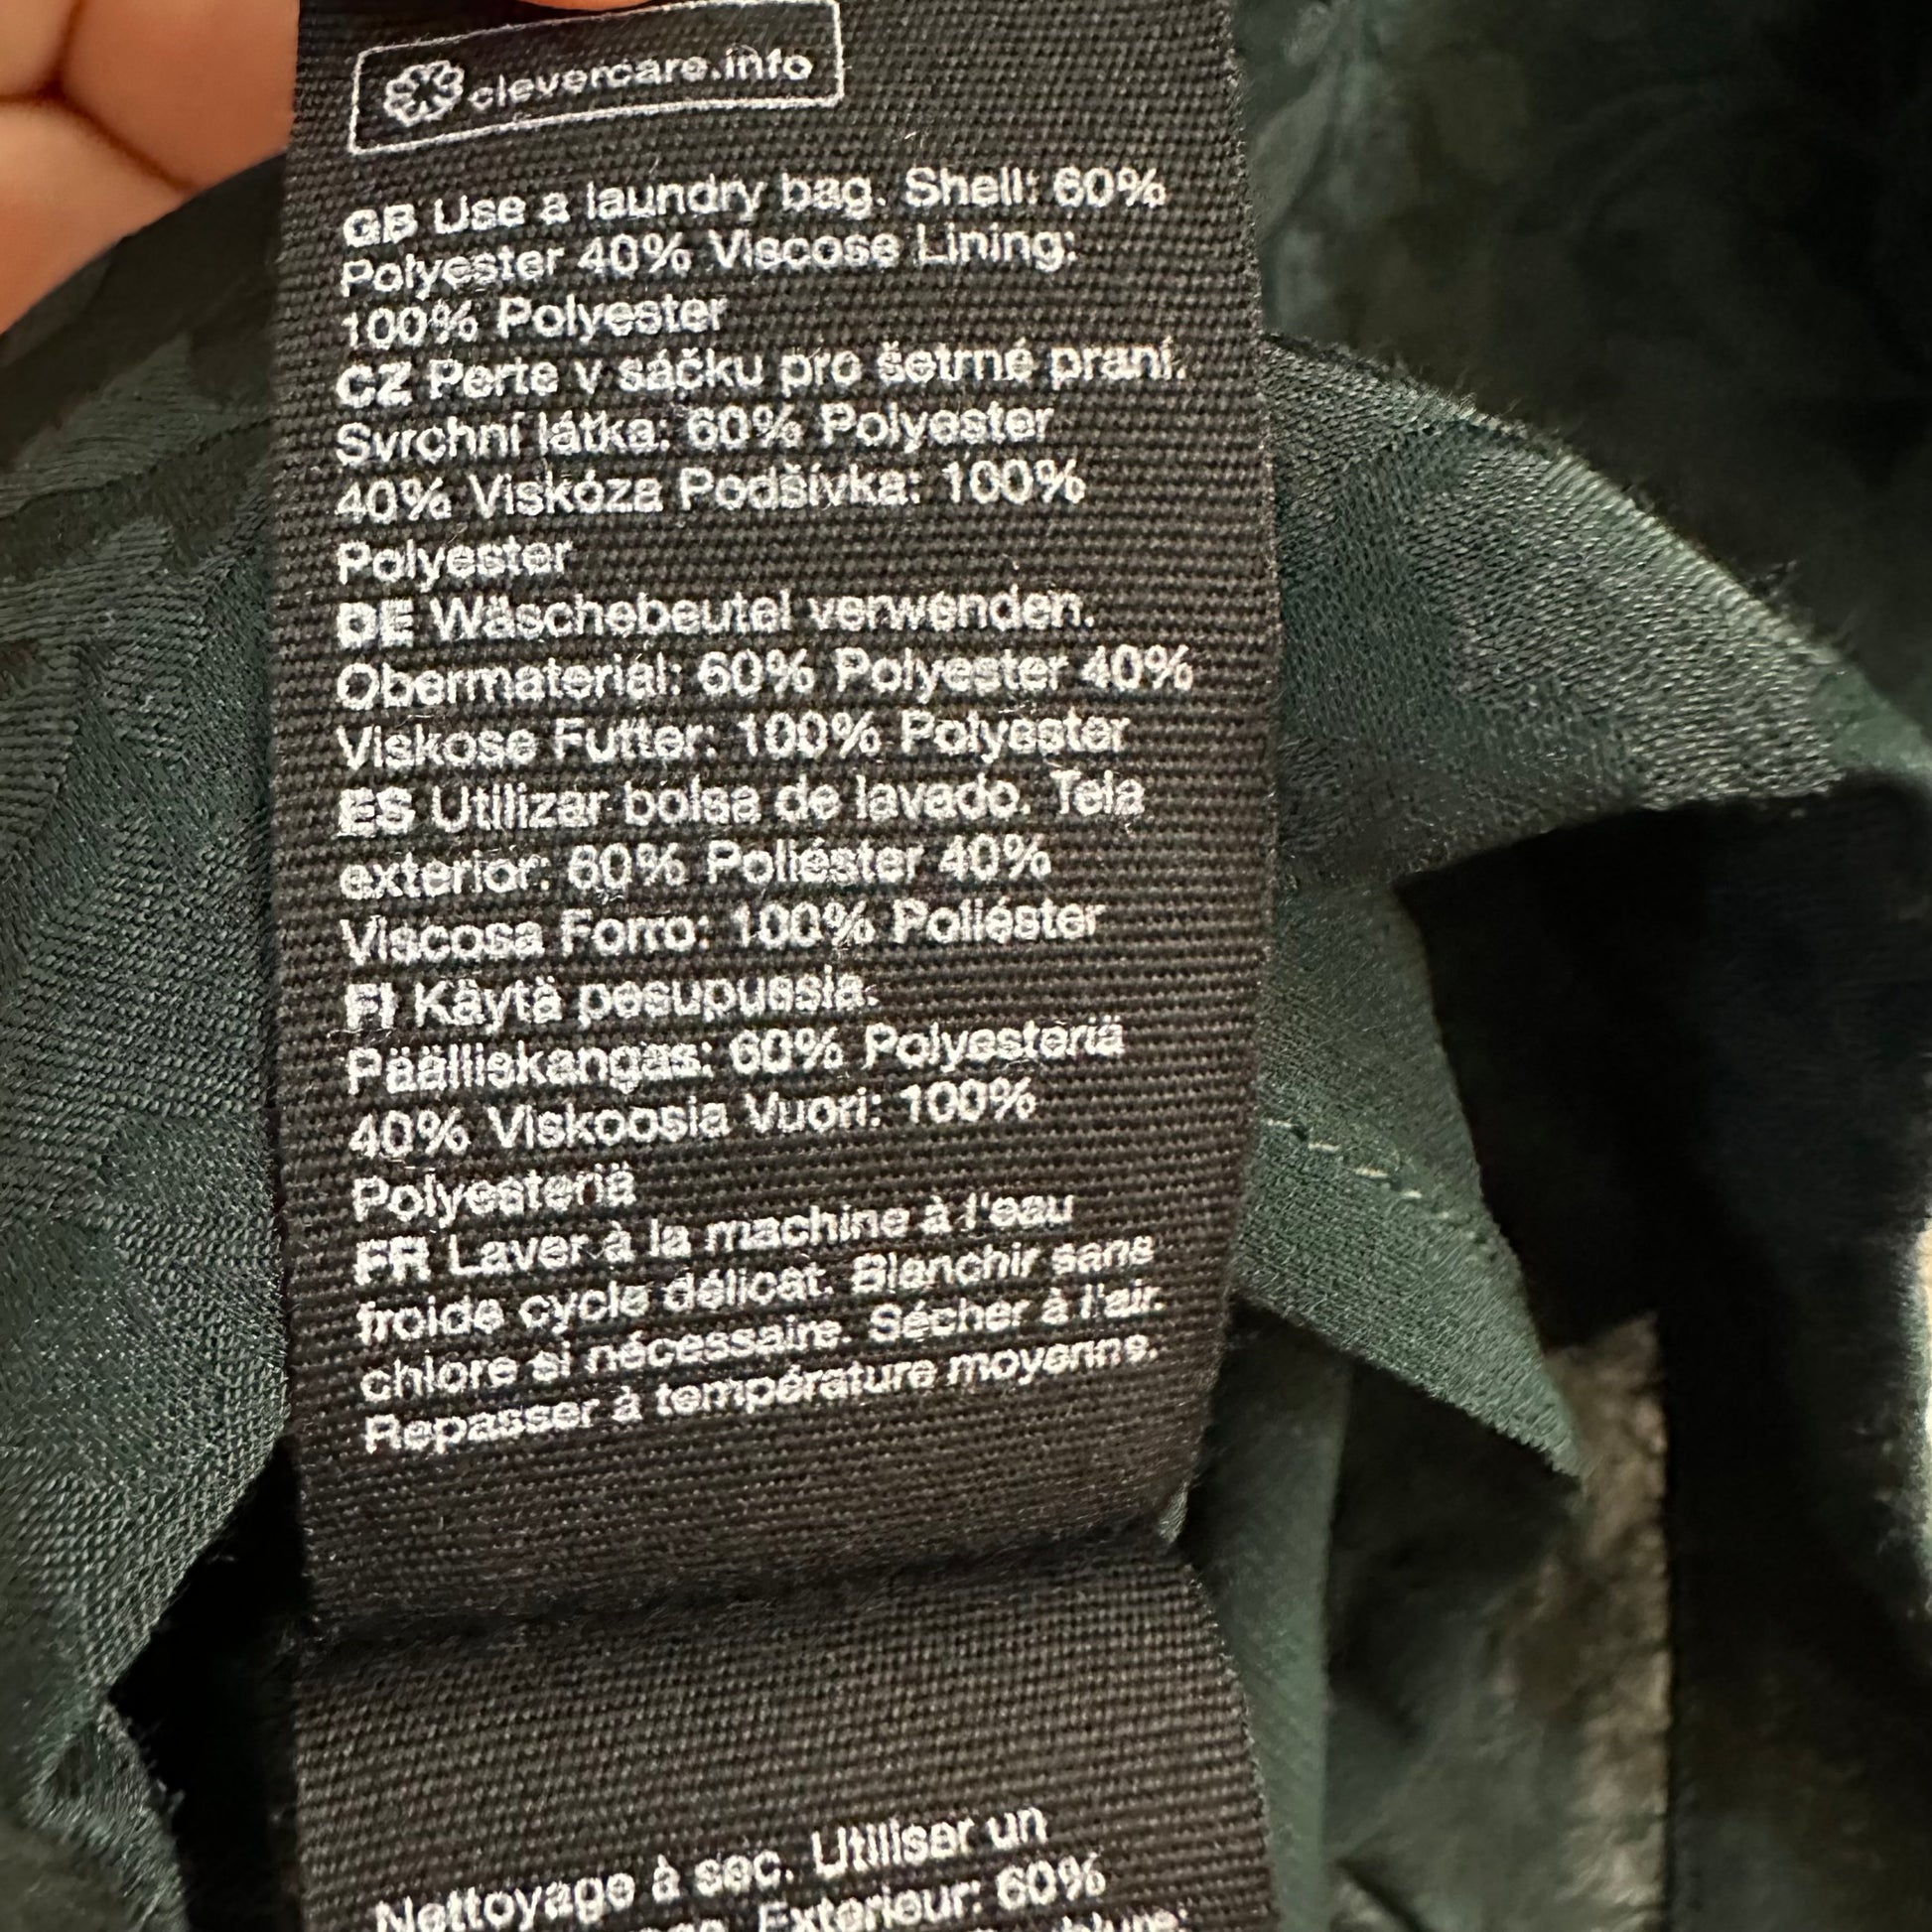 clevercare.info
GB Use a laundry bag. Shell: 60%
Polyester 40% Viscose Lining:
100% Polyester
CZ Perte v sáčku pro šetrné praní.
Svrchní látka: 60% Polyester
40% Viskóza Podšívka: 100%
Polyester
DE Wäschebeutel verwenden.
Obermaterial: 60% Polyester 40%
Viskose Futter: 100% Polyester
ES Utilizar bolsa de lavado. Tela
exterior: 60% Poliéster 40%
Viscosa Forro: 100% Poliéster
FI Käytä pesupussia.
Päälliskangas: 60% Polyesteriä
40% Viskoosia Vuori: 100%
Polyesteriä
FR Laver à la machine à l'eau
froide cycle délicat. Blanchir sans
chlore si nécessaire. Sécher à l'air.
Repasser à température moyenne.
Nettoyage à sec. Utiliser un
Exterieur: 60%